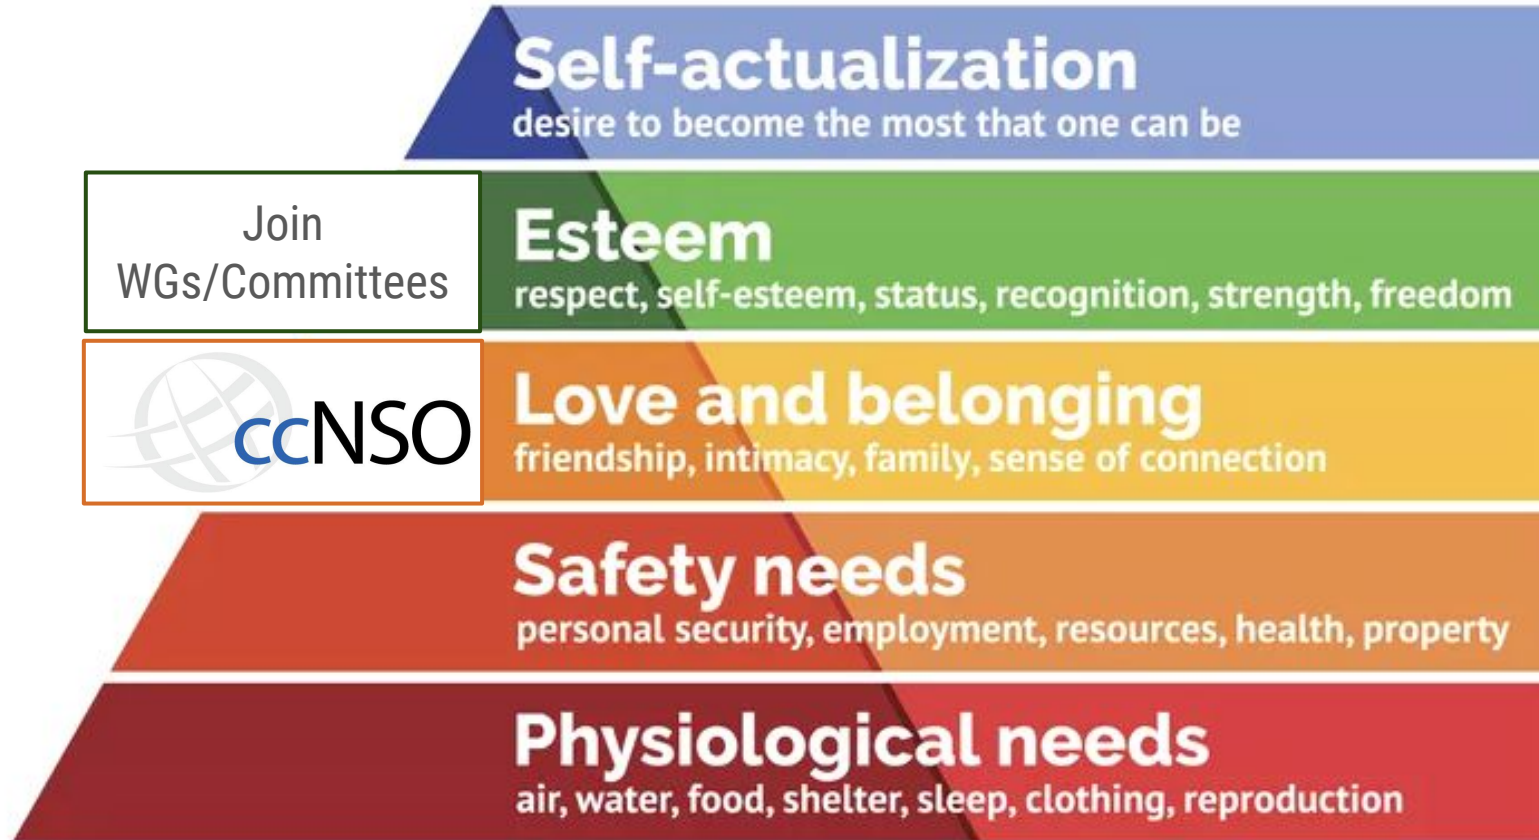 Self-actualization
desire to become the most that one can be
Join
WGs/Committees
Esteem
respect, self-esteem, status, recognition, strength, freedom
ccNSO
Love and belonging
friendship, intimacy, family, sense of connection
Safety needs
personal security, employment, resources, health, property
Physiological needs
air, water, food, shelter, sleep, clothing, reproduction